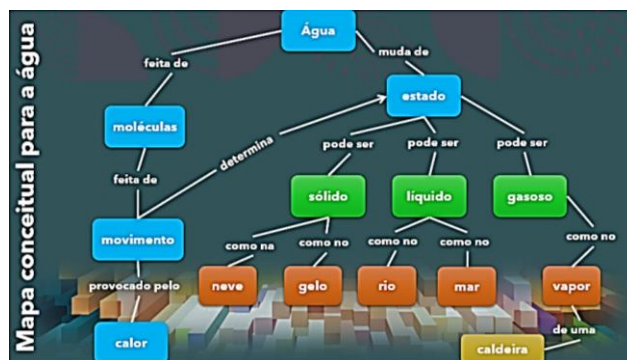 Mapa conceitual para a água
Água
feita de
muda de
estado
moléculas
determina
pode ser
pode ser
pode ser
feita de
sólido
líquido
gasoso
movimento
como na
como no
como no
como no
como no
provocado pelo
neve
gelo
rio
mar
vapor
calor
de uma
caldeira